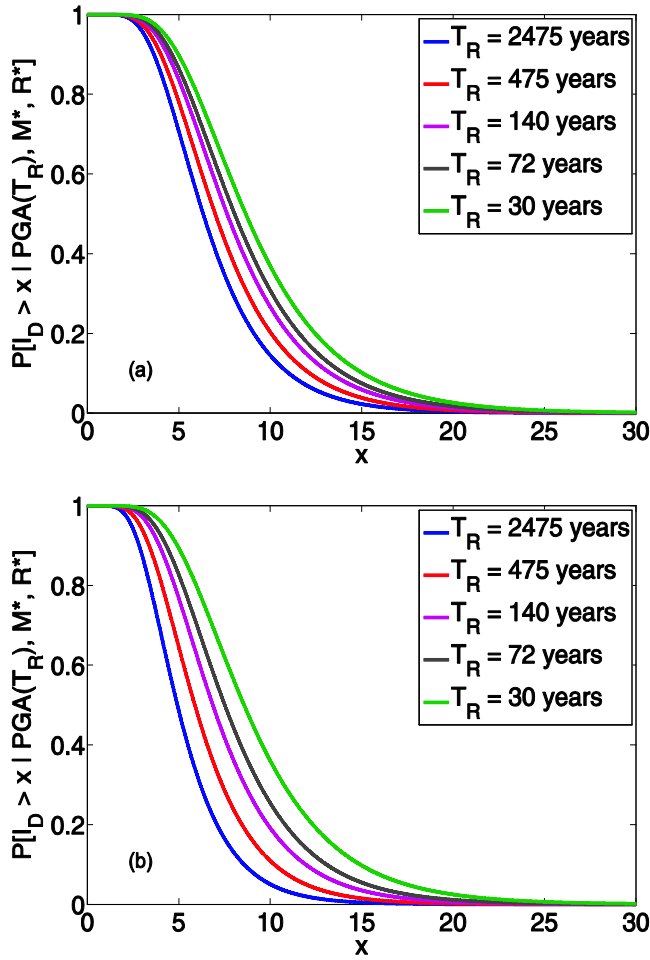 1
0.8
0.6
0.4
0.2
0
P[I_D > x | PGA(T_R), M*, R*]
T_R = 2475 years
T_R = 475 years
T_R = 140 years
T_R = 72 years
T_R = 30 years
(a)
0 5 10 15 20 25 30
x
1
0.8
0.6
0.4
0.2
0
P[I_D > x | PGA(T_R), M*, R*]
T_R = 2475 years
T_R = 475 years
T_R = 140 years
T_R = 72 years
T_R = 30 years
(b)
0 5 10 15 20 25 30
x